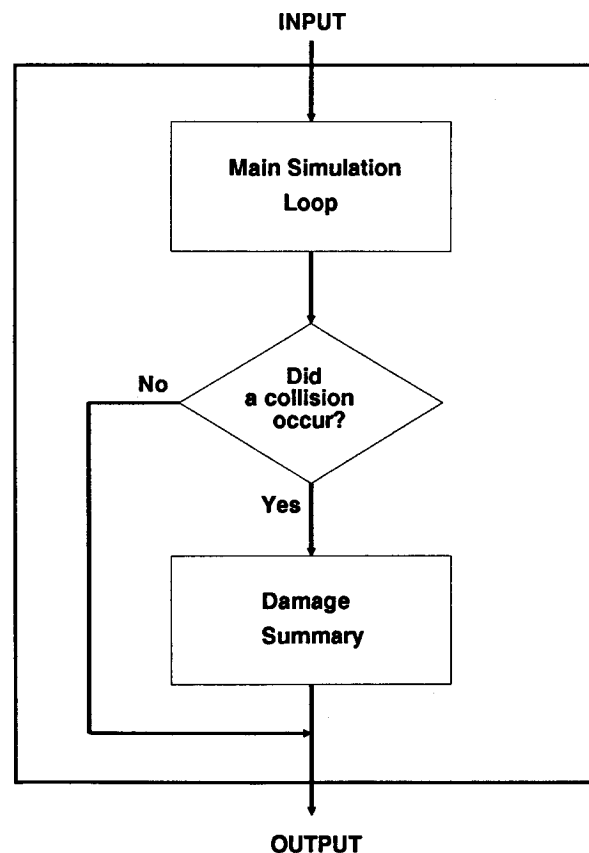 INPUT
Main Simulation
Loop
Did
a collision
occur?
No
Yes
Damage
Summary
OUTPUT